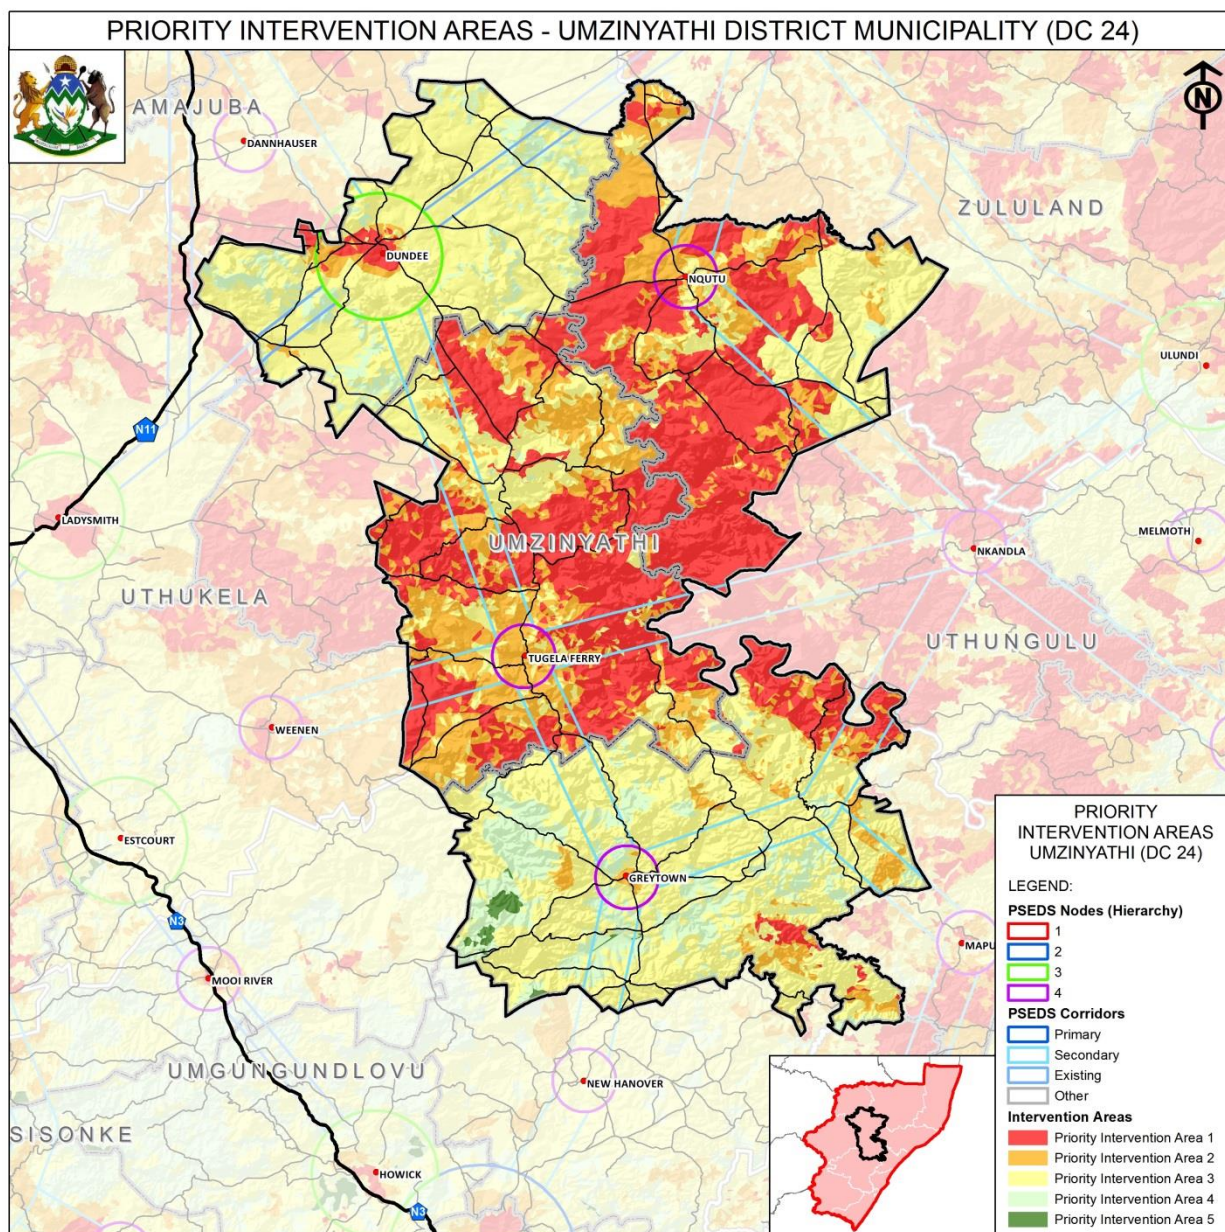 PRIORITY INTERVENTION AREAS - UMZINYATHI DISTRICT MUNICIPALITY (DC 24)
N
AMAJUBA
DANNHAUSER
ZULULAND
DUNDEE
NQUTU
ULUNDI
N11
LADYSMITH
MELMOTH
UMZINYATHI
NKANDLA
UTHUKELA
UTHUNGULU
TUGELA FERRY
WEENEN
ESTCOURT
GREYTOWN
N3
MAPU
MOOI RIVER
UMGUNGUNDLOVU
NEW HANOVER
SISONKE
HOWICK
N3
PRIORITY
INTERVENTION AREAS
UMZINYATHI (DC 24)
LEGEND:
PSEDS Nodes (Hierarchy)
1
2
3
4
PSEDS Corridors
Primary
Secondary
Existing
Other
Intervention Areas
Priority Intervention Area 1
Priority Intervention Area 2
Priority Intervention Area 3
Priority Intervention Area 4
Priority Intervention Area 5